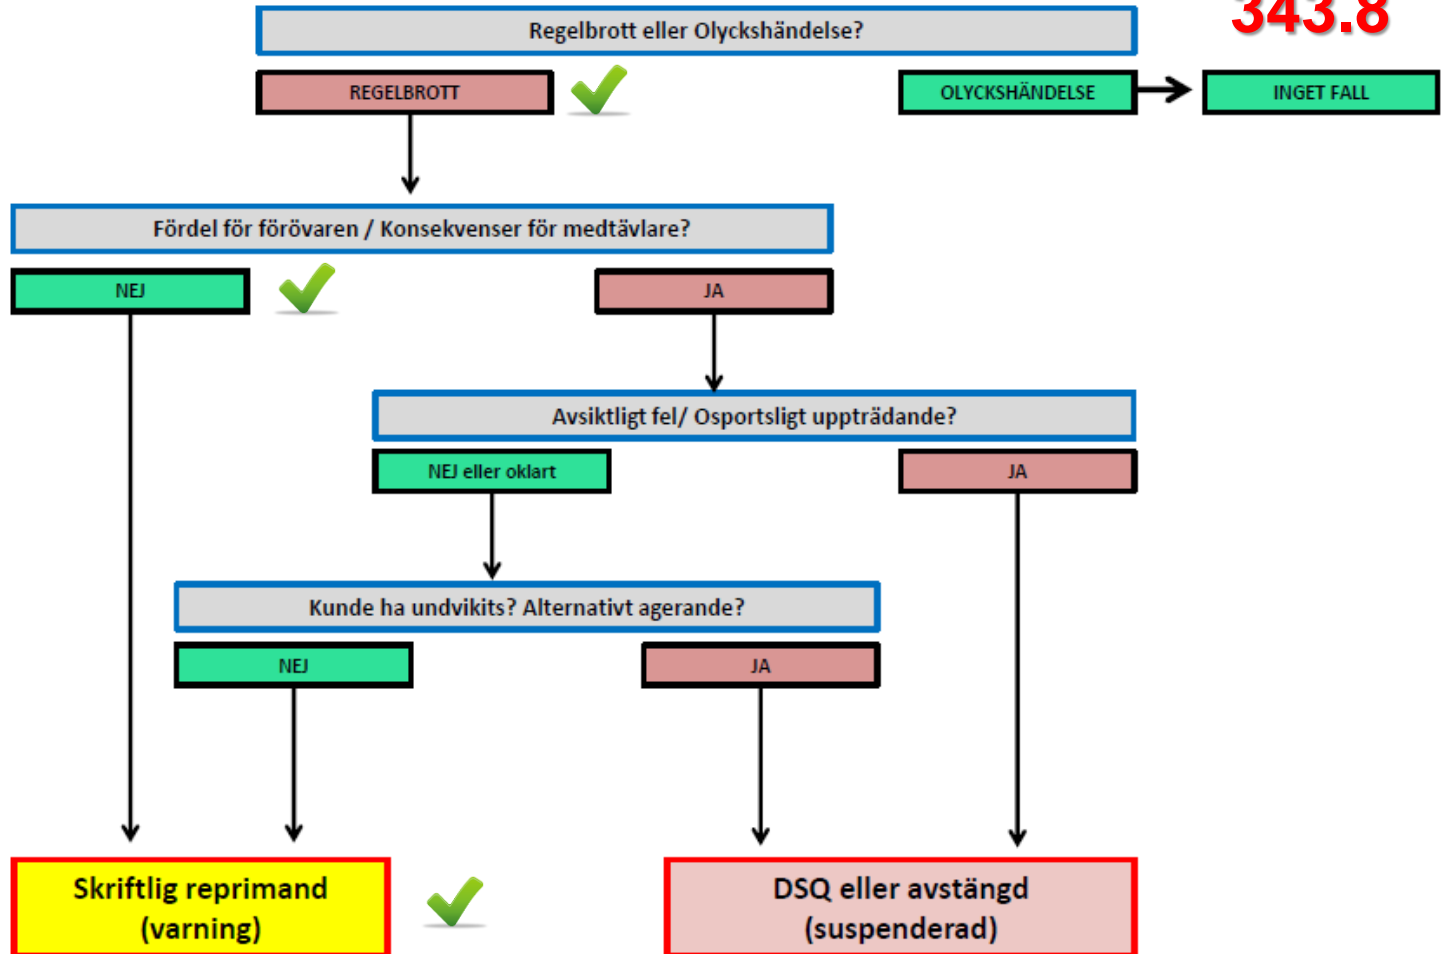 343.8
Regelbrott eller Olyckshändelse?
REGELBROTT
OLYCKSHÄNDELSE
INGET FALL
Fördel för förövaren / Konsekvenser för medtävlare?
NEJ
JA
Avsiktligt fel/ Osportsligt uppträdande?
NEJ eller oklart
JA
Kunde ha undvikits? Alternativt agerande?
NEJ
JA
Skriftlig reprimand
(varning)
DSQ eller avstängd
(suspenderad)